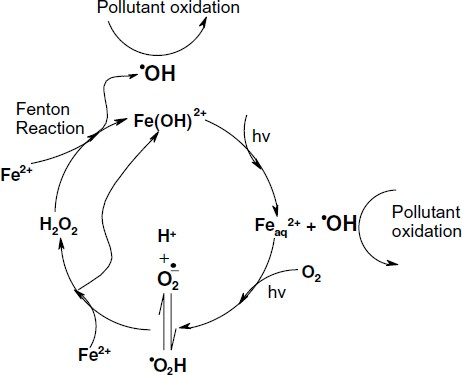 Pollutant oxidation
•OH
Fenton
Reaction
Fe(OH)²⁺
hν
Fe²⁺
H₂O₂
Fe_aq²⁺ + •OH
Pollutant
oxidation
H⁺
+
O₂•⁻
O₂
hν
Fe²⁺
•O₂H